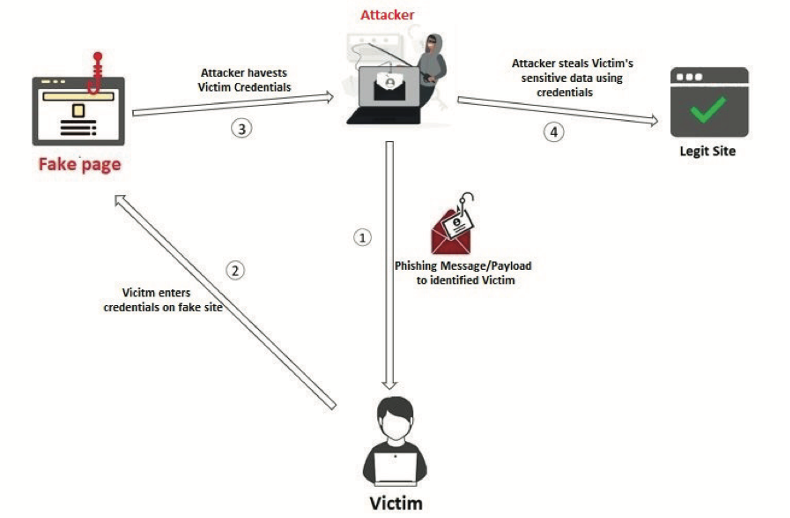 Attacker
Attacker havests
Victim Credentials
3
Attacker steals Victim's
sensitive data using
credentials
4
Fake page
Legit Site
1
Phishing Message/Payload
to identified Victim
2
Vicitm enters
credentials on fake site
Victim